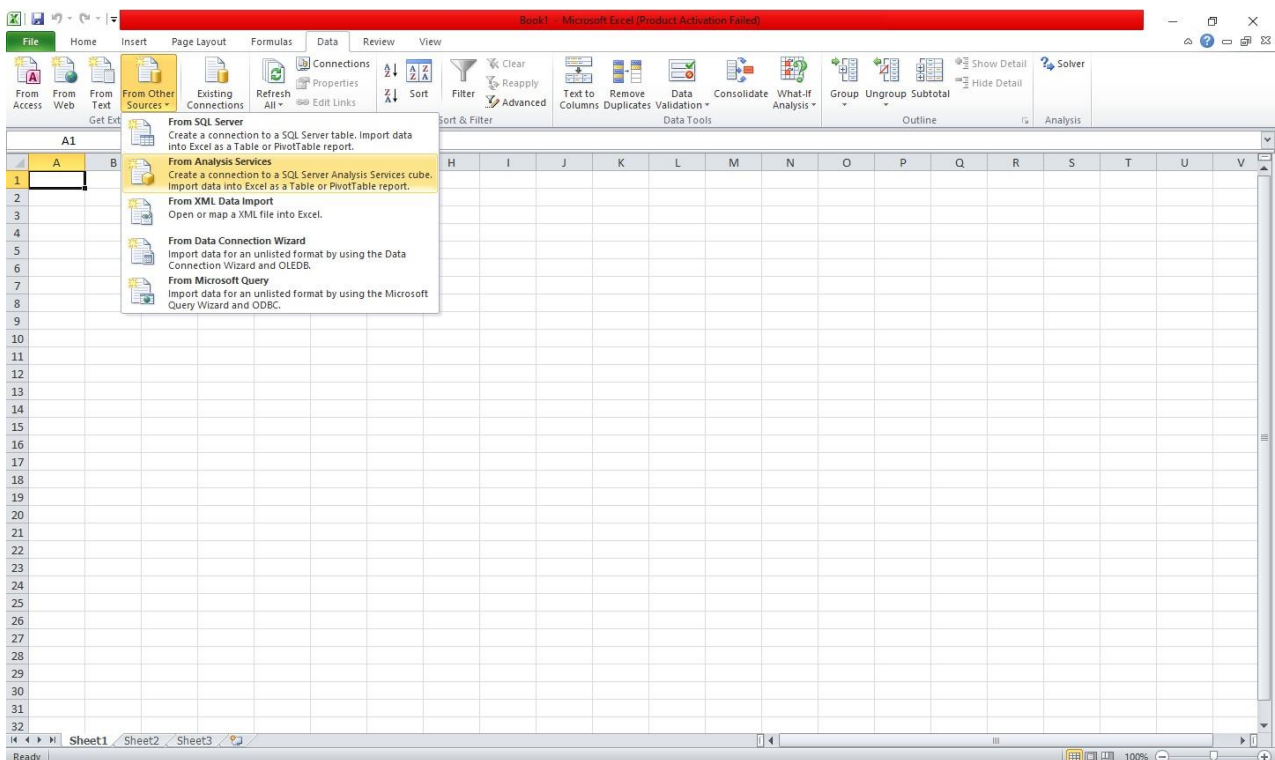 Book1 - Microsoft Excel (Product Activation Failed)
File Home Insert Page Layout Formulas Data Review View
From Access
From Web
From Text
From Other Sources
Existing Connections
Refresh All
Connections
Properties
Edit Links
Sort
Filter
Clear
Reapply
Advanced
Text to Columns
Remove Duplicates
Data Validation
Consolidate
What-If Analysis
Group
Ungroup
Subtotal
Show Detail
Hide Detail
Solver
Get Ext
Sort & Filter
Data Tools
Outline
Analysis
From SQL Server
Create a connection to a SQL Server table. Import data
into Excel as a Table or PivotTable report.
From Analysis Services
Create a connection to a SQL Server Analysis Services cube.
Import data into Excel as a Table or PivotTable report.
From XML Data Import
Open or map a XML file into Excel.
From Data Connection Wizard
Import data for an unlisted format by using the Data
Connection Wizard and OLEDB.
From Microsoft Query
Import data for an unlisted format by using the Microsoft
Query Wizard and ODBC.
A1
A B H I J K L M N O P Q R S T U V
1
2
3
4
5
6
7
8
9
10
11
12
13
14
15
16
17
18
19
20
21
22
23
24
25
26
27
28
29
30
31
32
Sheet1 Sheet2 Sheet3
Ready 100%